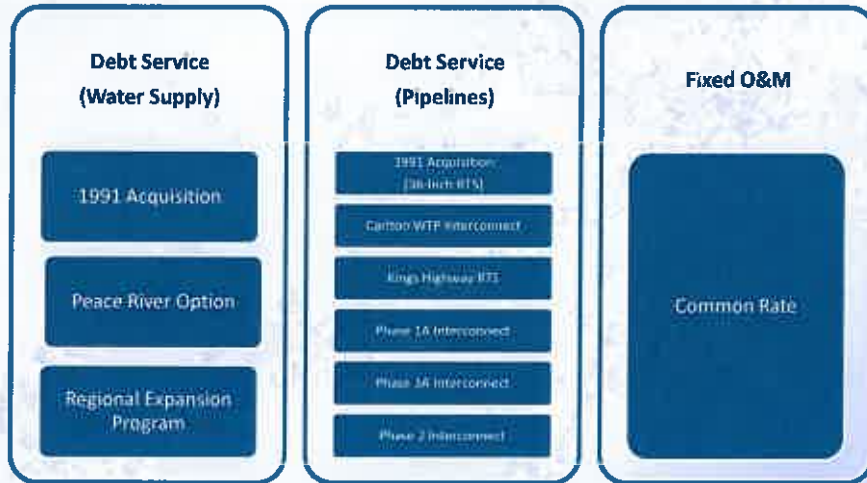 Debt Service
(Water Supply)
1991 Acquisition
Peace River Option
Regional Expansion
Program
Debt Service
(Pipelines)
1991 Acquisition
(36-Inch RTS)
Carlton WTP Interconnect
Kings Highway RTS
Phase 1A Interconnect
Phase 3A Interconnect
Phase 2 Interconnect
Fixed O&M
Common Rate